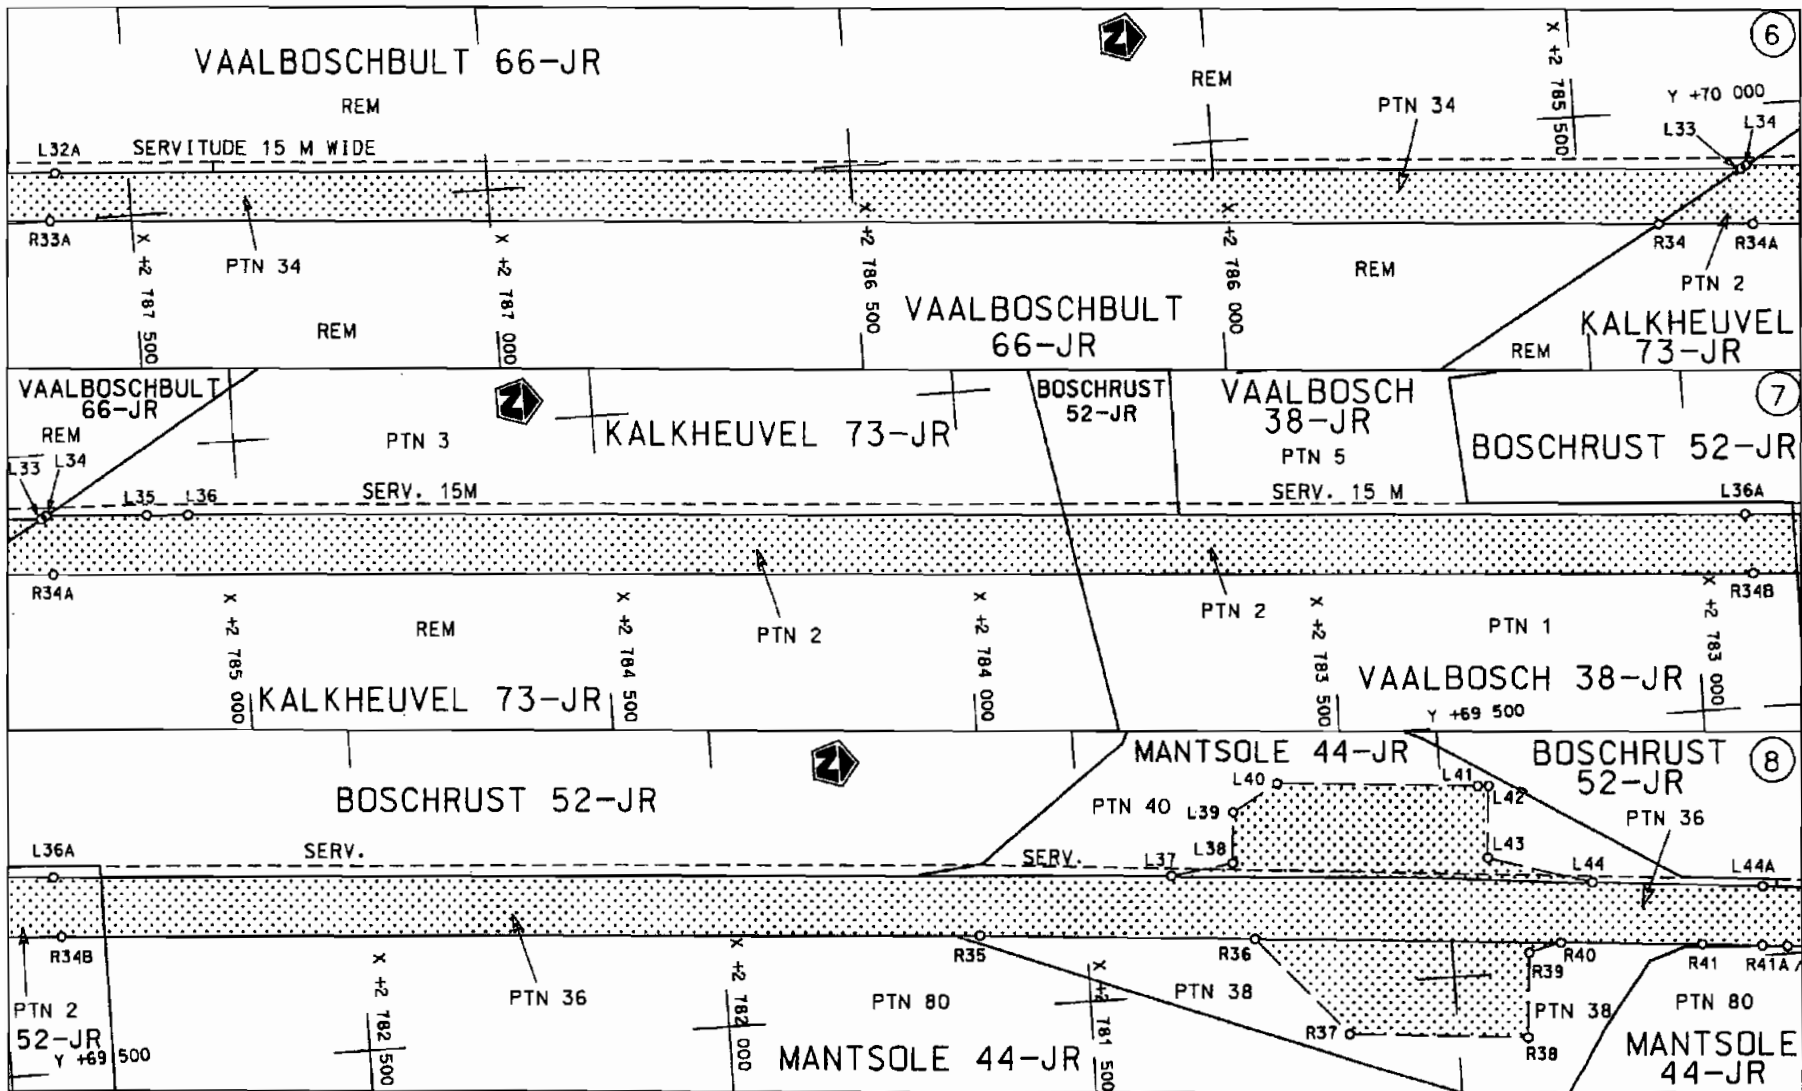 VAALBOSCHBULT 66-JR
REM
REM
PTN 34
X +2 785 500
Y +70 000
6
L32A
SERVITUDE 15 M WIDE
L33
L34
R33A
X +2 787 500
PTN 34
REM
X +2 787 000
X +2 786 500
VAALBOSCHBULT
66-JR
X +2 786 000
REM
R34
R34A
PTN 2
KALKHEUVEL
73-JR
REM
VAALBOSCHBULT
66-JR
REM
L33
L34
PTN 3
N
KALKHEUVEL 73-JR
BOSCHRUST
52-JR
VAALBOSCH
38-JR
PTN 5
BOSCHRUST 52-JR
7
L35
L36
SERV. 15M
SERV. 15 M
L36A
R34A
X +2 785 000
REM
X +2 784 500
PTN 2
X +2 784 000
PTN 2
X +2 783 500
PTN 1
R34B
X +2 783 000
KALKHEUVEL 73-JR
VAALBOSCH 38-JR
Y +69 500
BOSCHRUST 52-JR
N
MANTSOLE 44-JR
BOSCHRUST
52-JR
8
L40
L41
L42
PTN 40
L39
PTN 36
L36A
SERV.
SERV.
L37
L38
L43
L44
L44A
R34B
R35
R36
R39
R40
R41
R41A
PTN 2
52-JR
Y +69 500
X +2 782 500
PTN 36
X +2 782 000
PTN 80
MANTSOLE 44-JR
X +2 781 500
PTN 38
R37
R38
PTN 38
PTN 80
MANTSOLE
44-JR
N